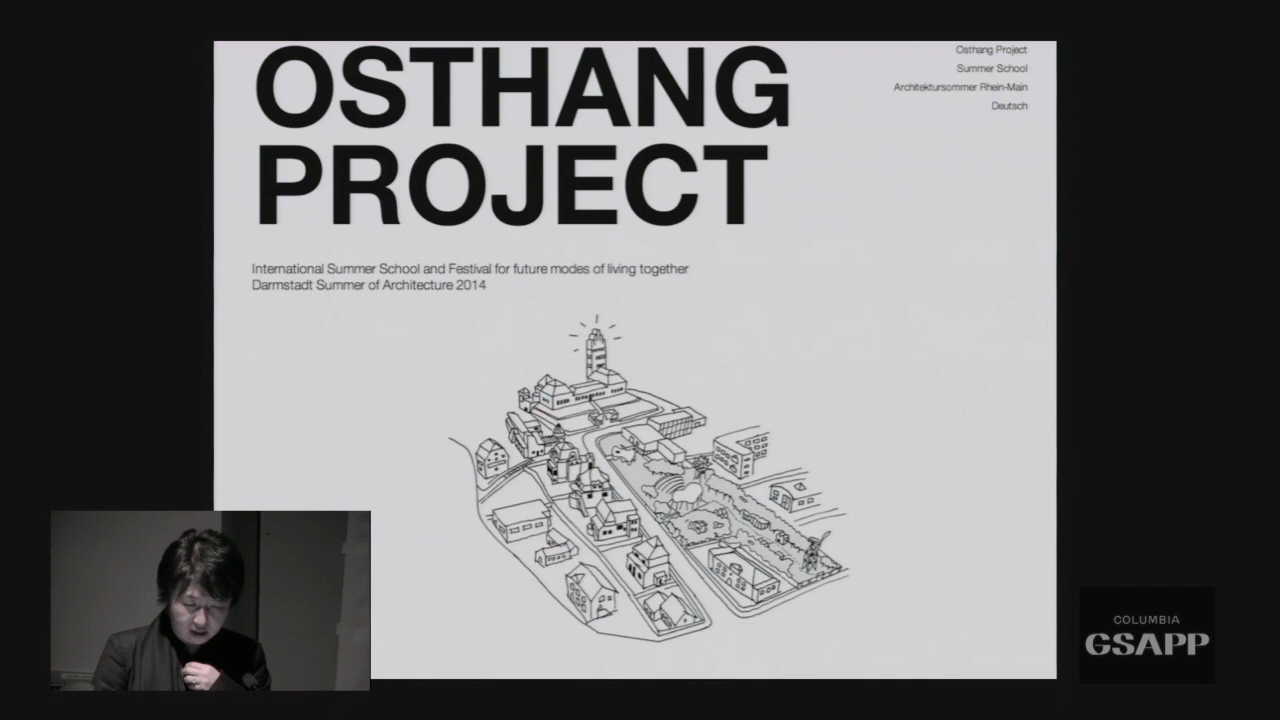 OSTHANG
PROJECT
Osthang Project
Summer School
Architektursommer Rhein-Main
Deutsch
International Summer School and Festival for future modes of living together
Darmstadt Summer of Architecture 2014
COLUMBIA
GSAPP